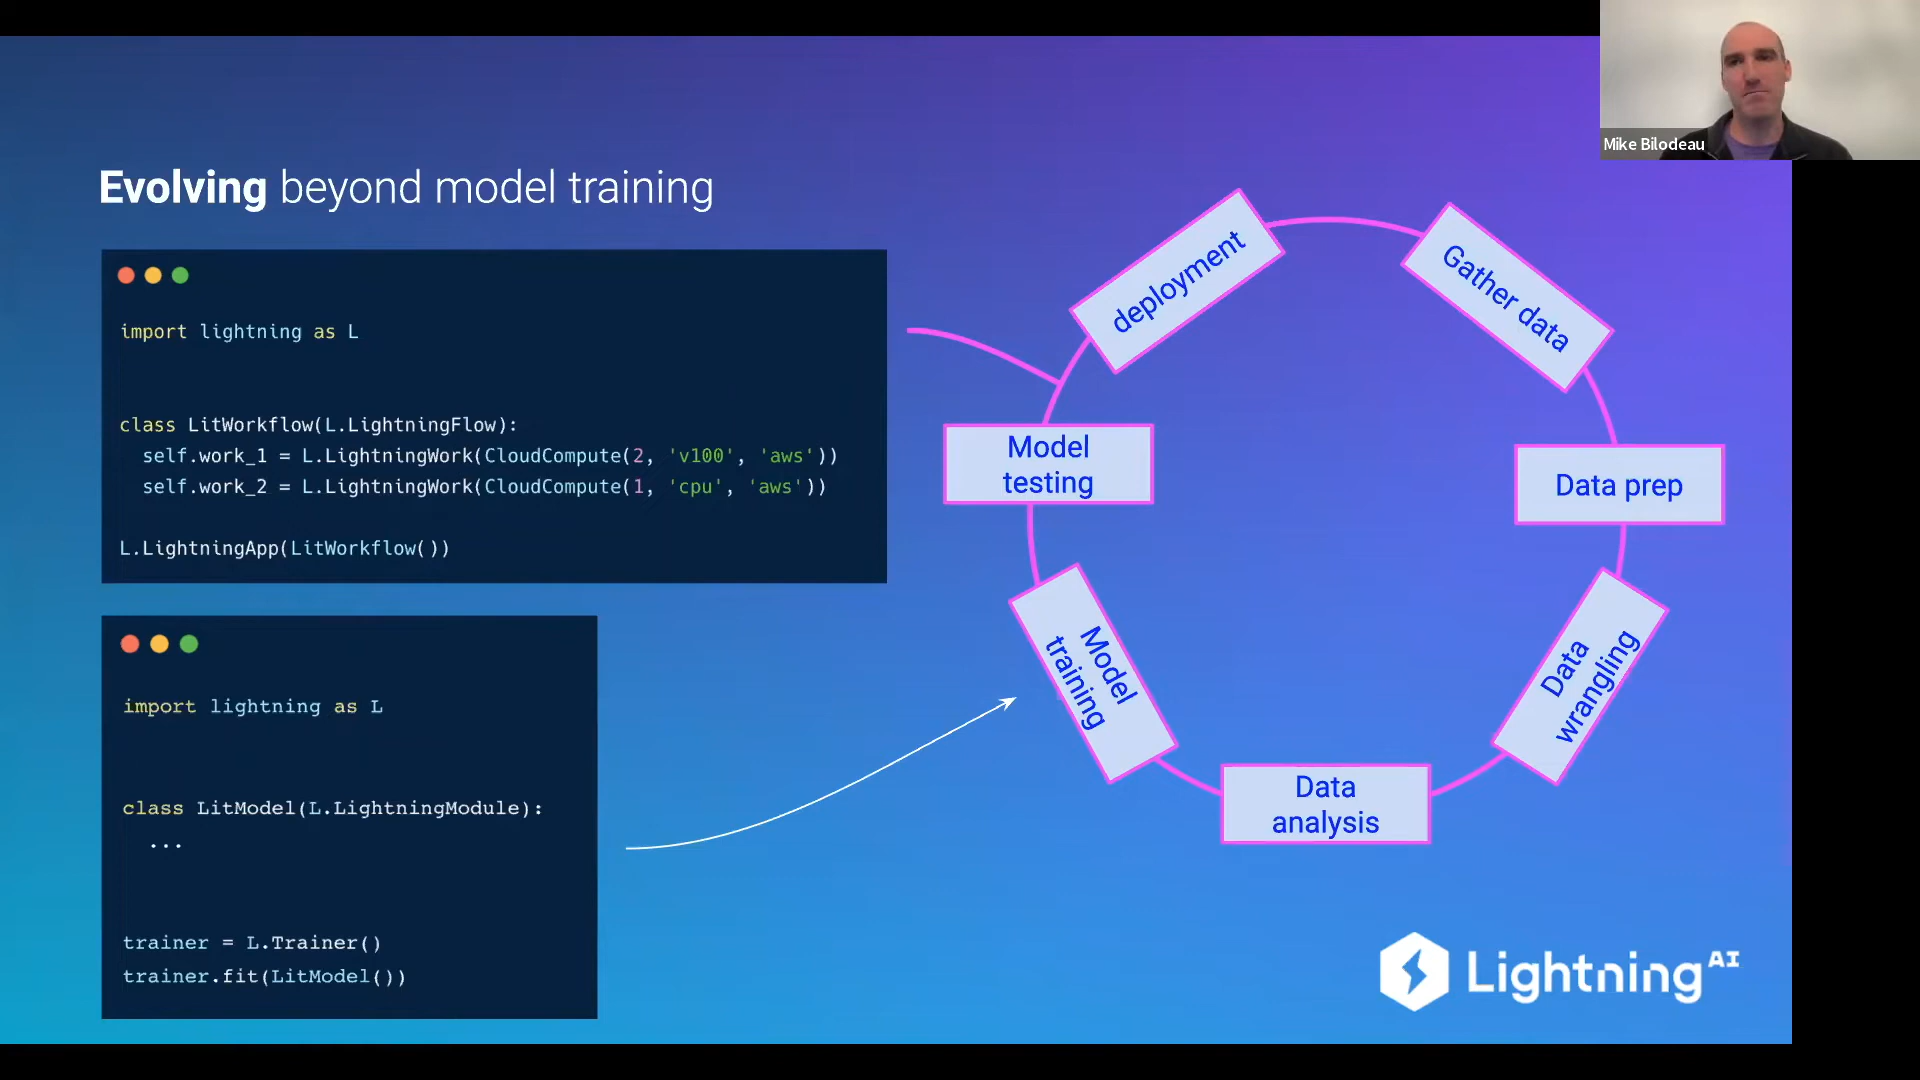 Mike Bilodeau
Evolving beyond model training
import lightning as L
class LitWorkflow(L.LightningFlow):
self.work_1 = L.LightningWork(CloudCompute(2, 'v100', 'aws'))
self.work_2 = L.LightningWork(CloudCompute(1, 'cpu', 'aws'))
L.LightningApp(LitWorkflow())
import lightning as L
class LitModel(L.LightningModule):
...
trainer = L.Trainer()
trainer.fit(LitModel())
deployment
Gather data
Model
testing
Data prep
Model
training
Data
wrangling
Data
analysis
Lightning AI